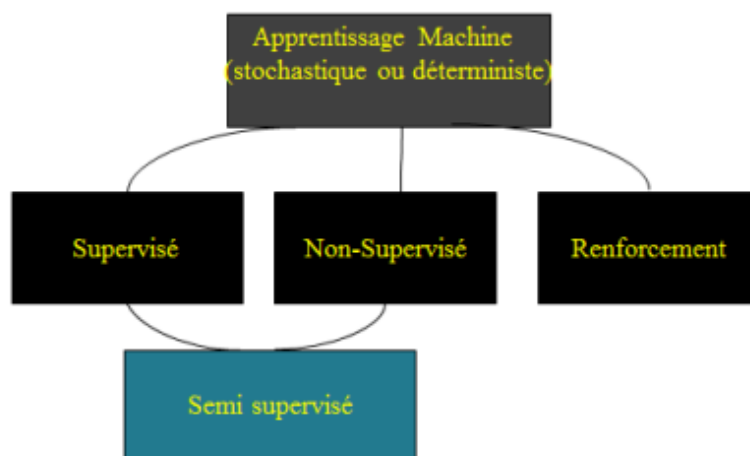 Apprentissage Machine
(stochastique ou déterministe)
Supervisé
Non-Supervisé
Renforcement
Semi supervisé